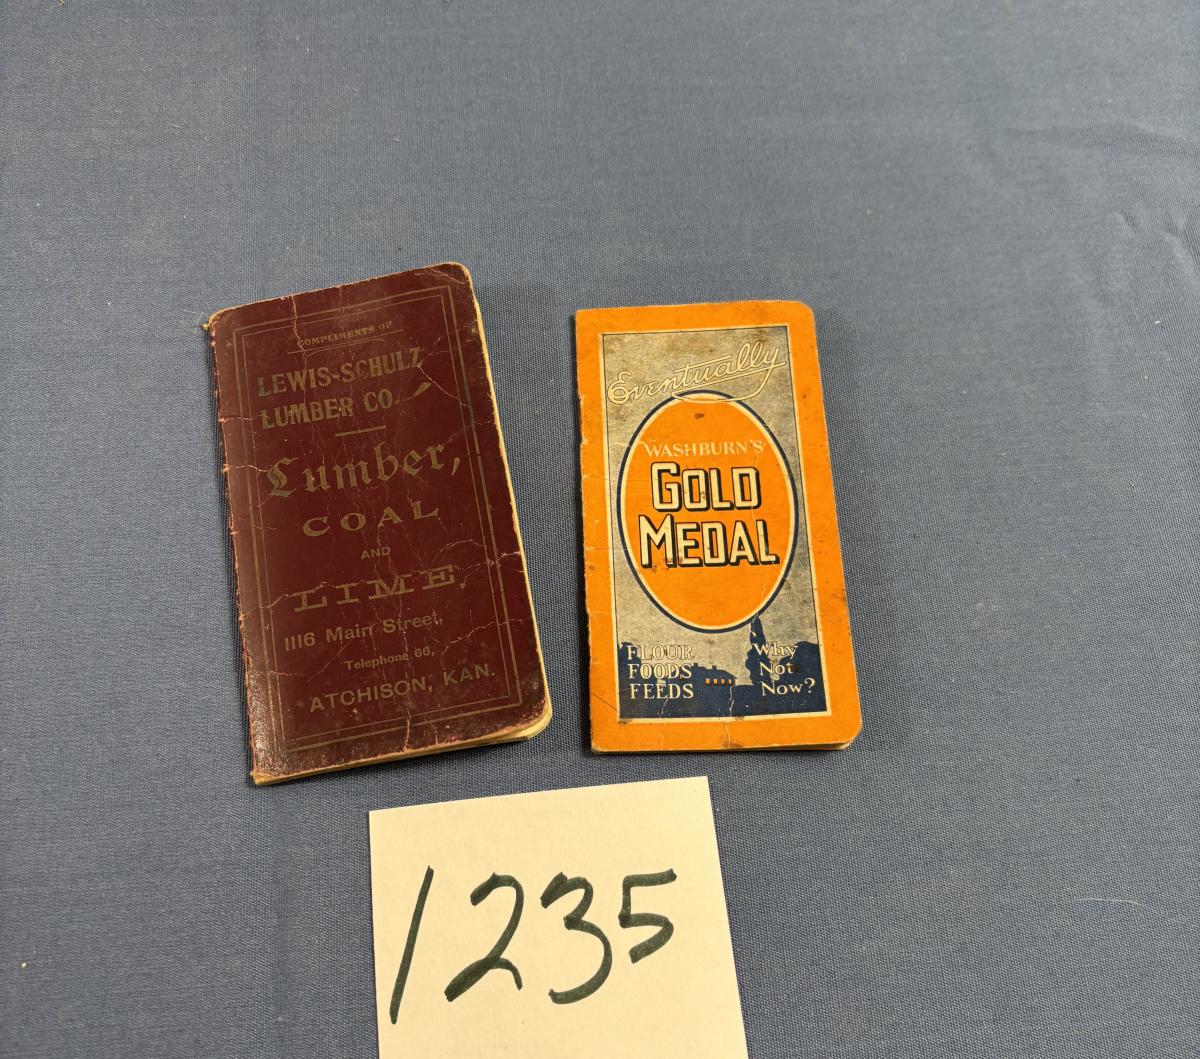 COMPLIMENTS OF
LEWIS-SCHULZ
LUMBER CO.
Lumber,
COAL
AND
LIME,
1116 Main Street,
Telephone 66,
ATCHISON, KAN.
Eventually
WASHBURN'S
GOLD
MEDAL
FLOUR
FOODS
FEEDS
Why
Not
Now?
1235